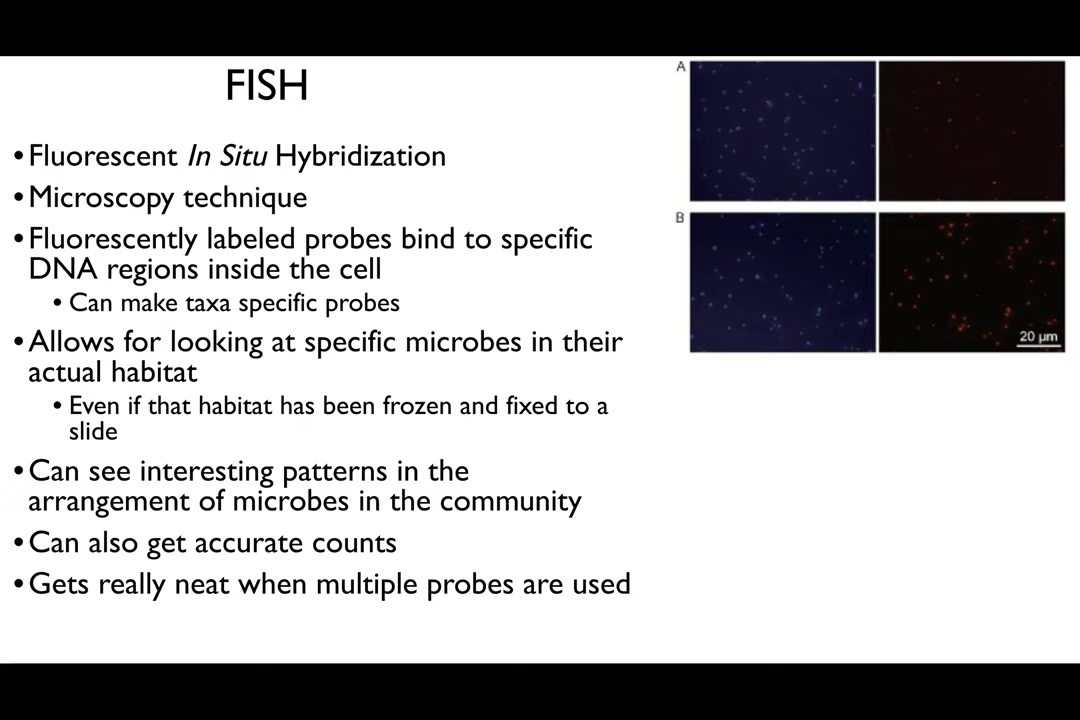 FISH
•Fluorescent In Situ Hybridization
•Microscopy technique
•Fluorescently labeled probes bind to specific
DNA regions inside the cell
• Can make taxa specific probes
•Allows for looking at specific microbes in their
actual habitat
• Even if that habitat has been frozen and fixed to a
slide
•Can see interesting patterns in the
arrangement of microbes in the community
•Can also get accurate counts
•Gets really neat when multiple probes are used
A
B
20 µm